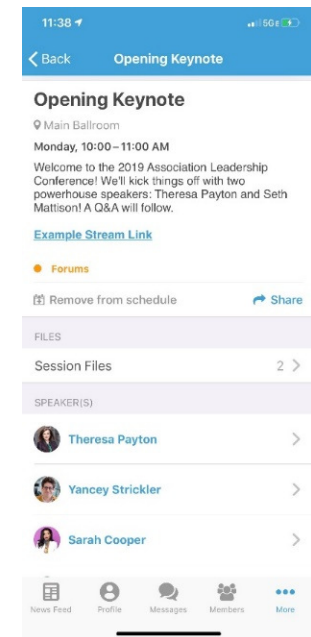 11:38
5GE
Back
Opening Keynote
Opening Keynote
Main Ballroom
Monday, 10:00–11:00 AM
Welcome to the 2019 Association Leadership
Conference! We'll kick things off with two
powerhouse speakers: Theresa Payton and Seth
Mattison! A Q&A will follow.
Example Stream Link
Forums
Remove from schedule
Share
FILES
Session Files
2
SPEAKER(S)
Theresa Payton
Yancey Strickler
Sarah Cooper
News Feed
Profile
Messages
Members
More